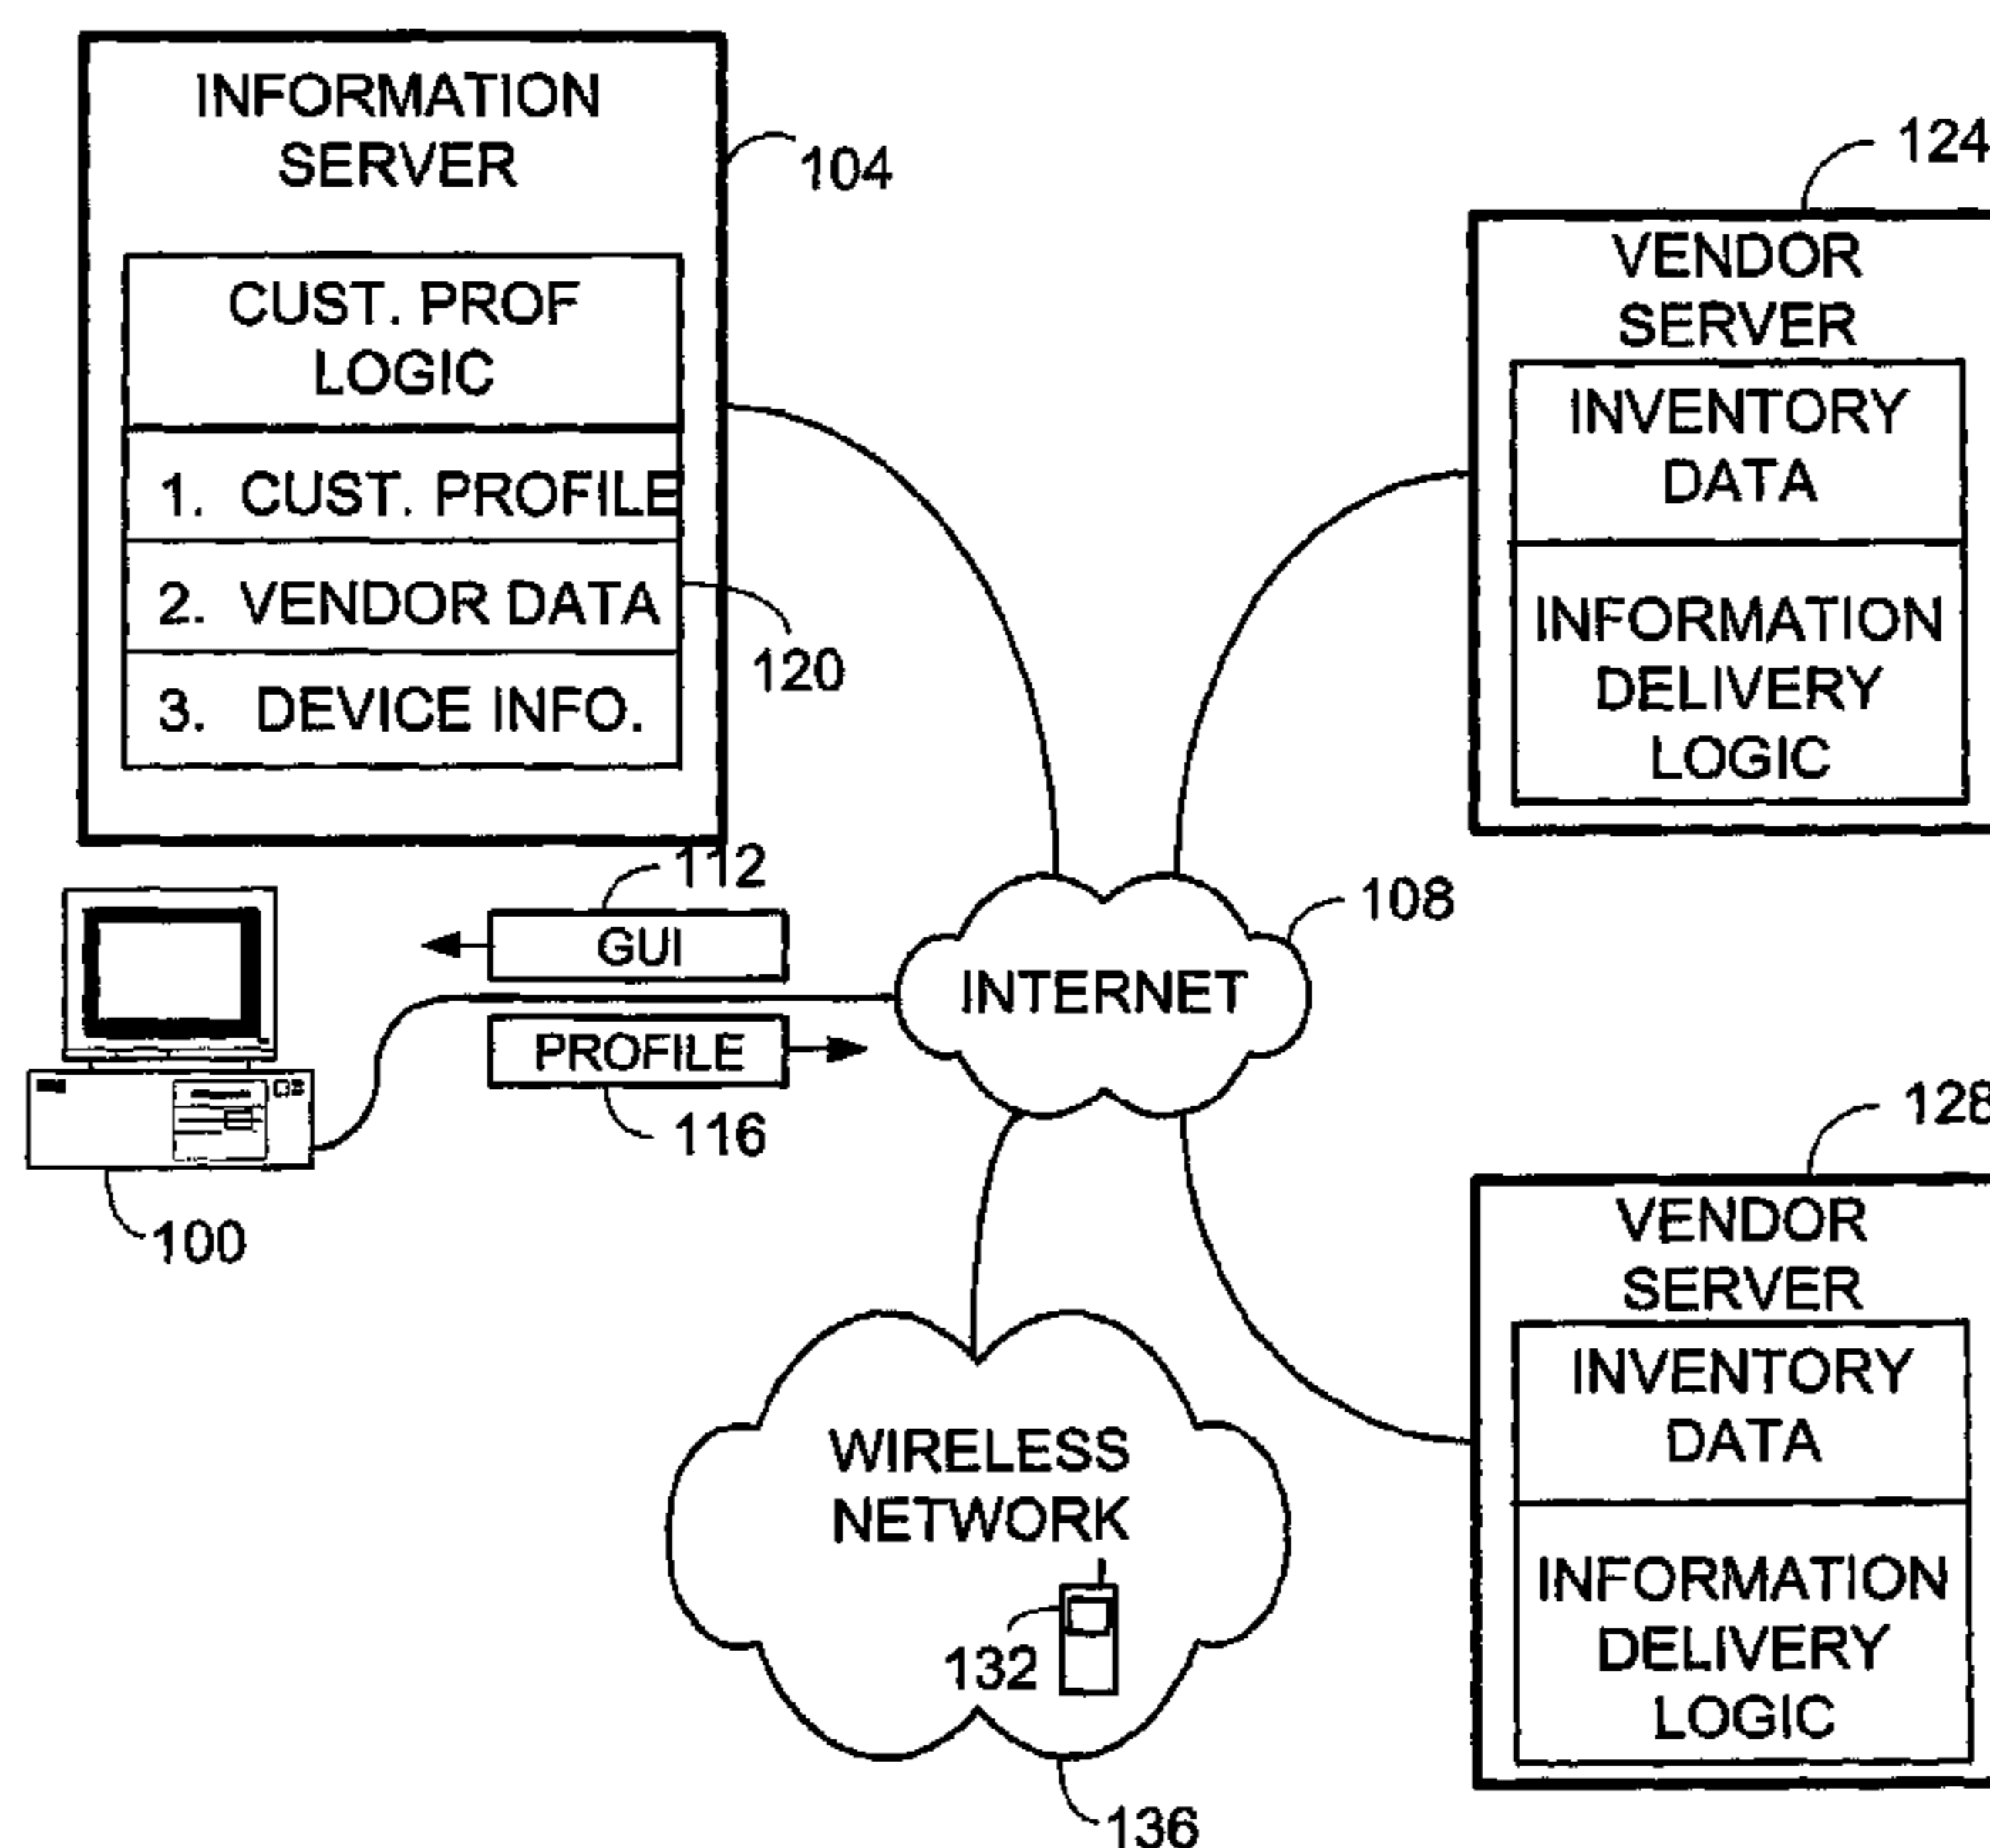 INFORMATION
SERVER
104
CUST. PROF
LOGIC
1. CUST. PROFILE
2. VENDOR DATA
120
3. DEVICE INFO.
124
VENDOR
SERVER
INVENTORY
DATA
INFORMATION
DELIVERY
LOGIC
112
GUI
108
INTERNET
PROFILE
116
100
128
VENDOR
SERVER
INVENTORY
DATA
INFORMATION
DELIVERY
LOGIC
WIRELESS
NETWORK
132
136